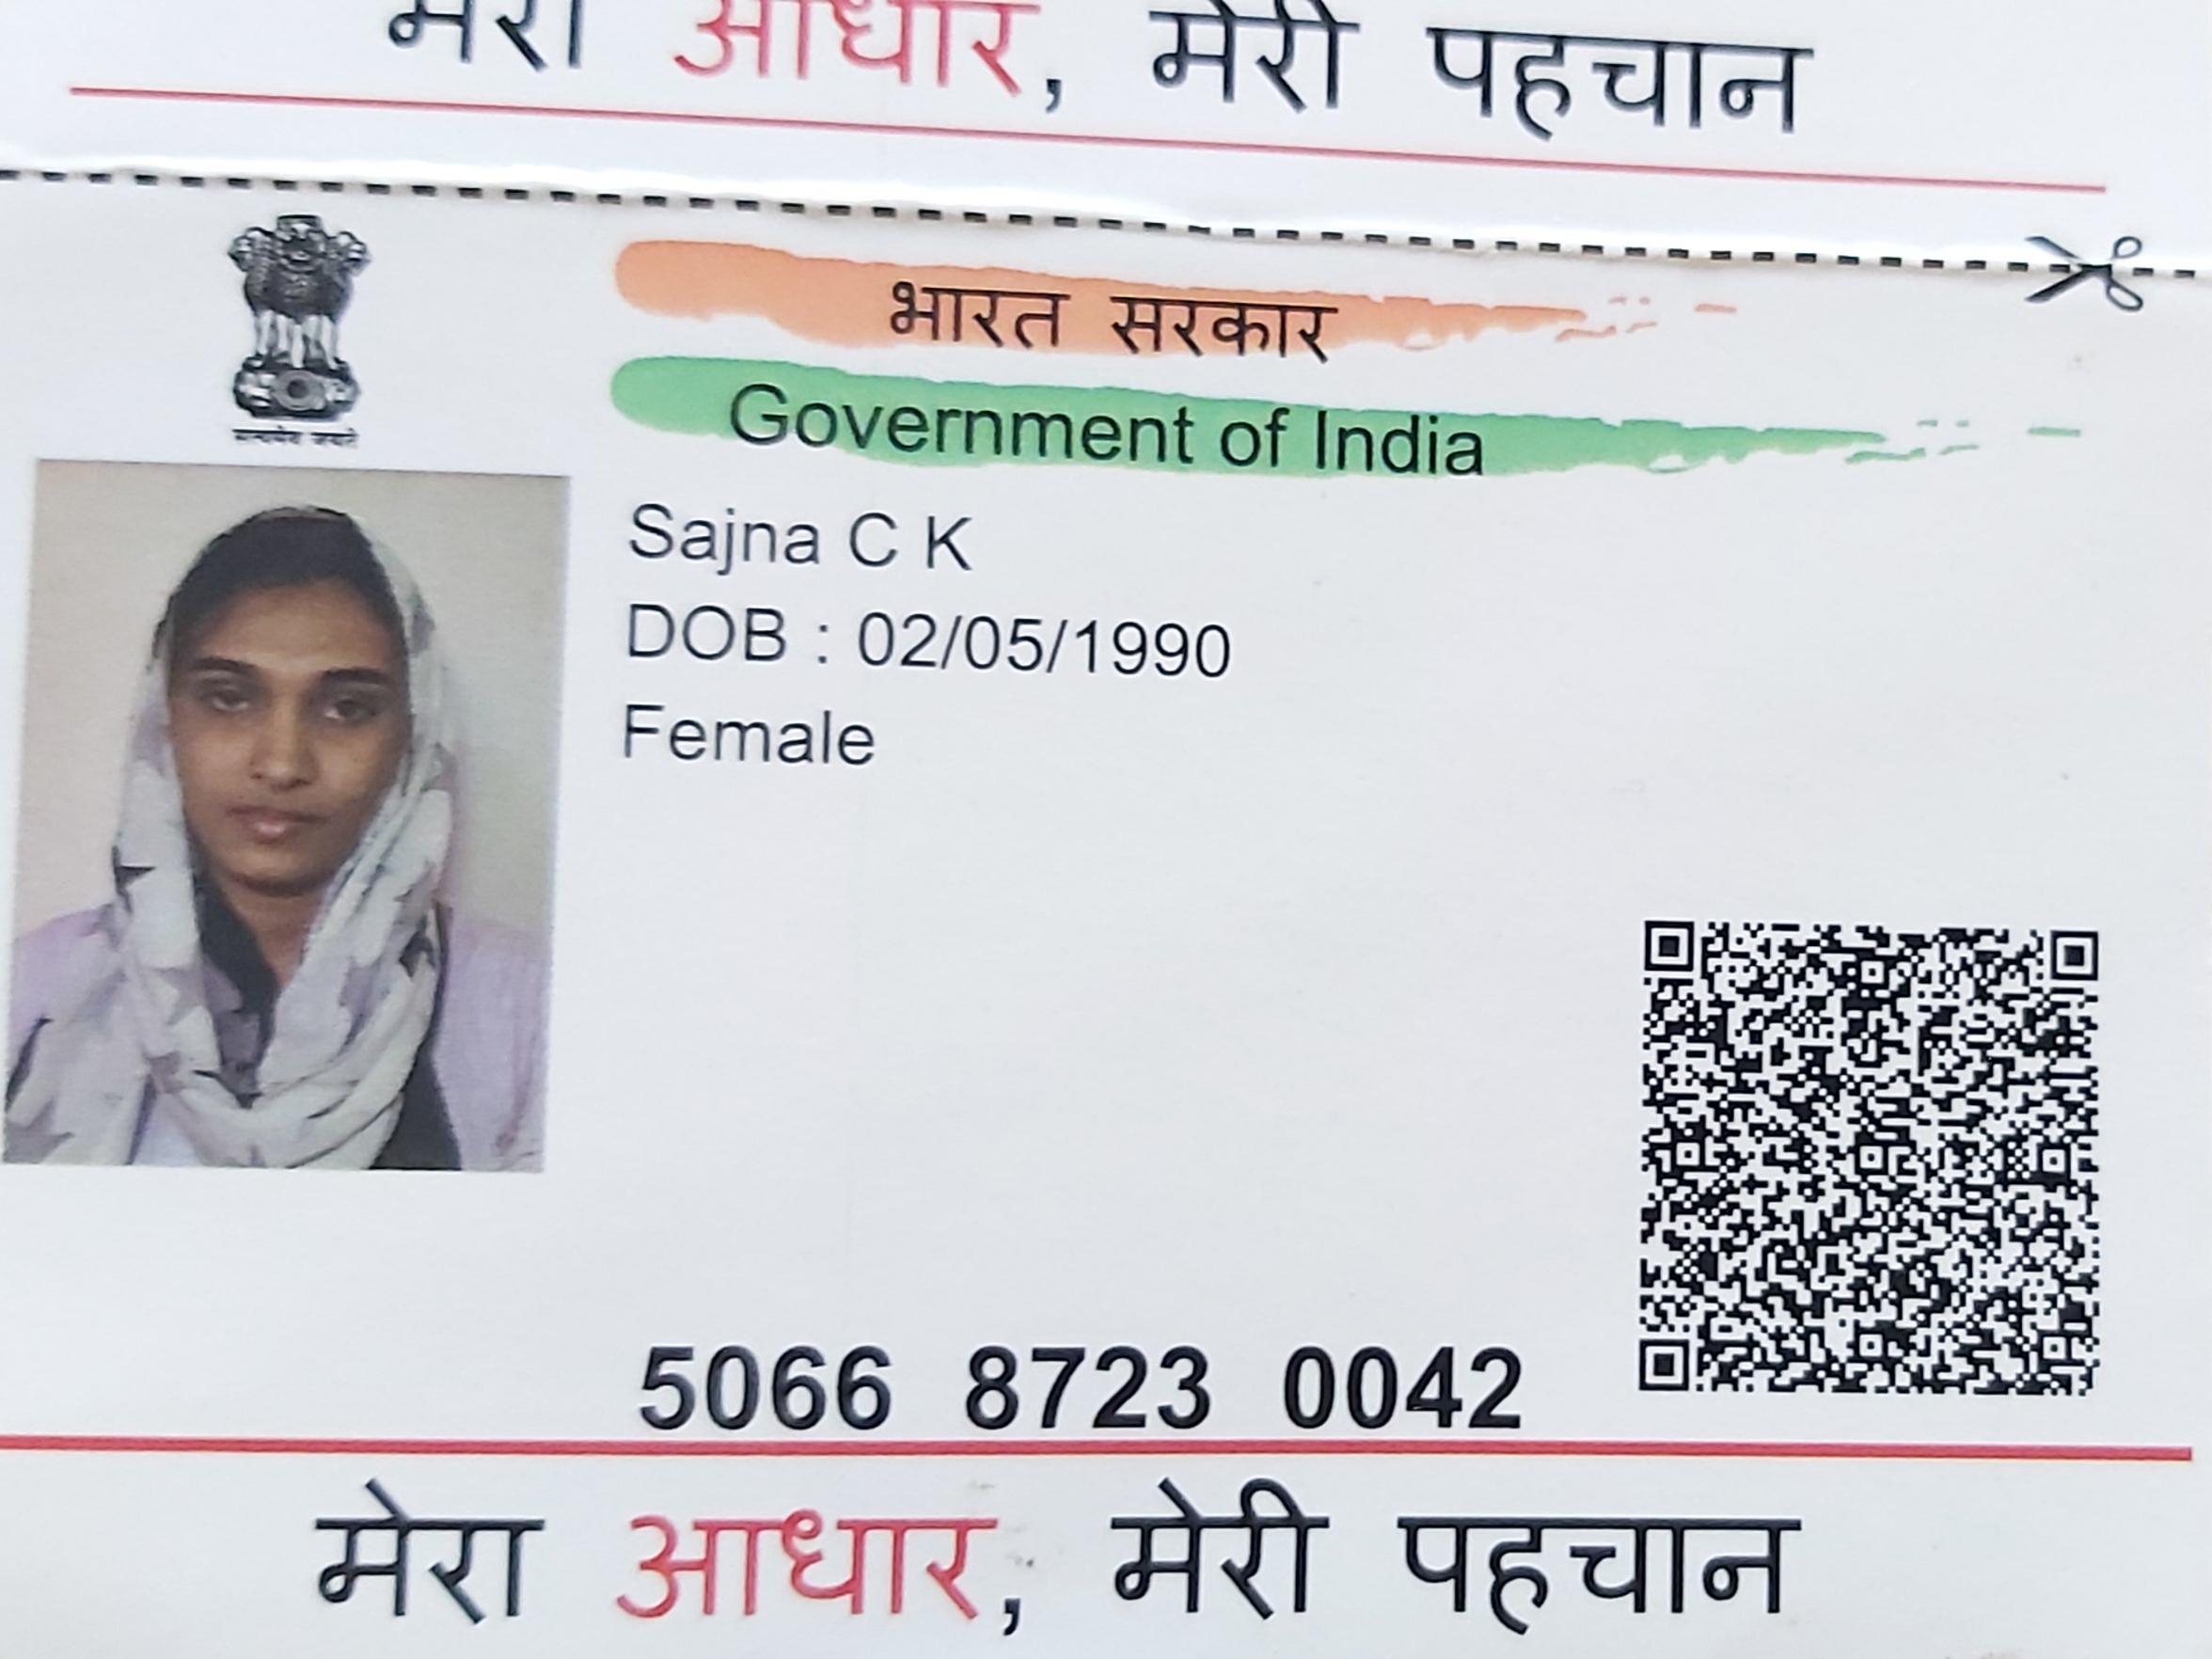 मेरा आधार, मेरी पहचान
भारत सरकार
Government of India
सत्यमेव जयते
Sajna C K
DOB : 02/05/1990
Female
5066 8723 0042
मेरा आधार, मेरी पहचान